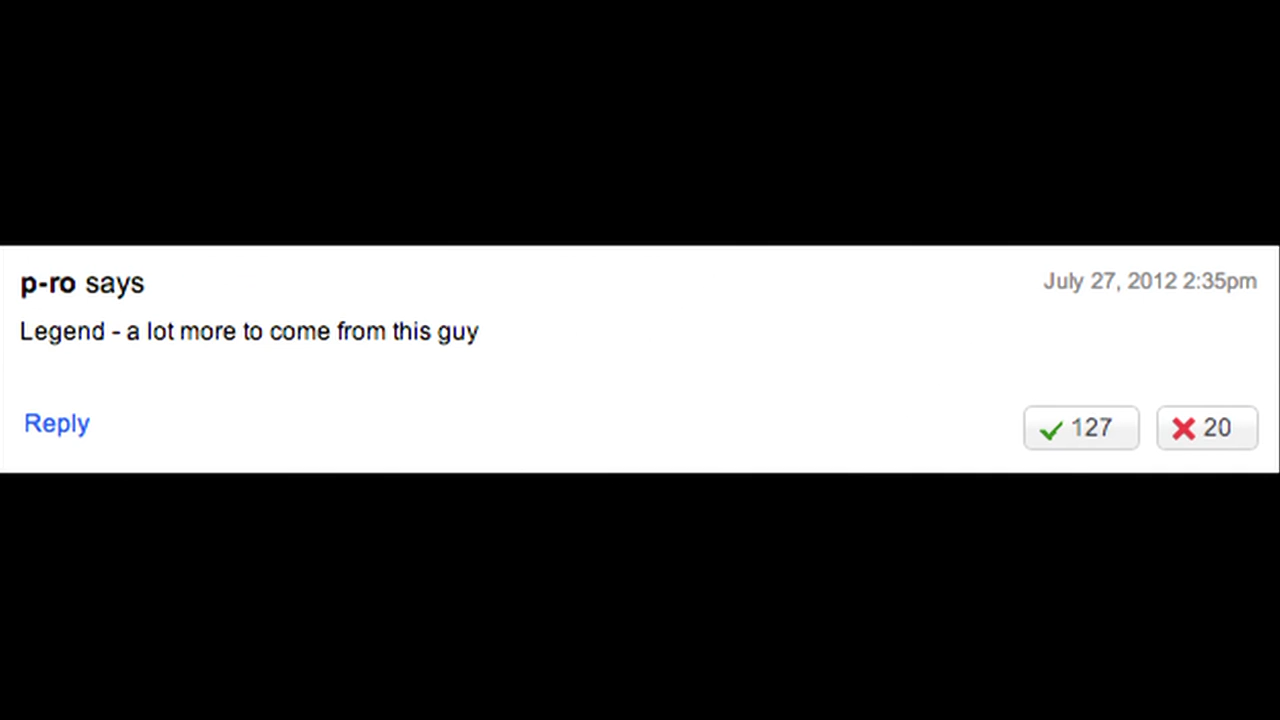 p-ro says
July 27, 2012 2:35pm
Legend - a lot more to come from this guy
Reply
127
20